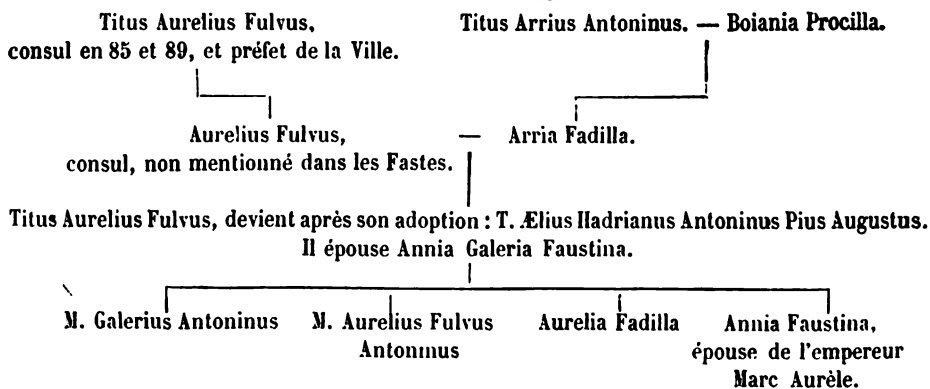 Titus Aurelius Fulvus,
consul en 85 et 89, et préfet de la Ville.
Titus Arrius Antoninus. — Boiania Procilla.
Aurelius Fulvus, — Arria Fadilla.
consul, non mentionné dans les Fastes.
Titus Aurelius Fulvus, devient après son adoption : T. Ælius Hadrianus Antoninus Pius Augustus.
Il épouse Annia Galeria Faustina.
M. Galerius Antoninus
M. Aurelius Fulvus
Antoninus
Aurelia Fadilla
Annia Faustina,
épouse de l'empereur
Marc Aurèle.